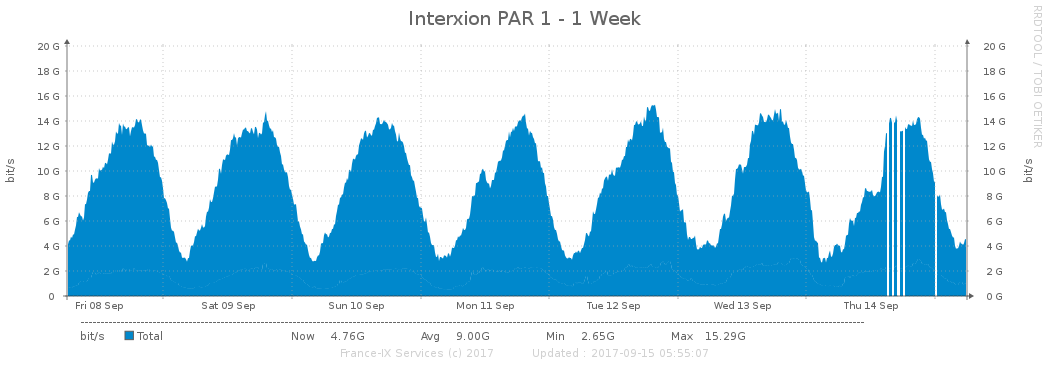 Interxion PAR 1 - 1 Week
RRDTOOL / TOBI OETIKER
bit/s
bit/s
20 G 20 G
18 G 18 G
16 G 16 G
14 G 14 G
12 G 12 G
10 G 10 G
8 G 8 G
6 G 6 G
4 G 4 G
2 G 2 G
0 0 G
Fri 08 Sep Sat 09 Sep Sun 10 Sep Mon 11 Sep Tue 12 Sep Wed 13 Sep Thu 14 Sep
bit/s Total Now 4.76G Avg 9.00G Min 2.65G Max 15.29G
France-IX Services (c) 2017 Updated : 2017-09-15 05:55:07